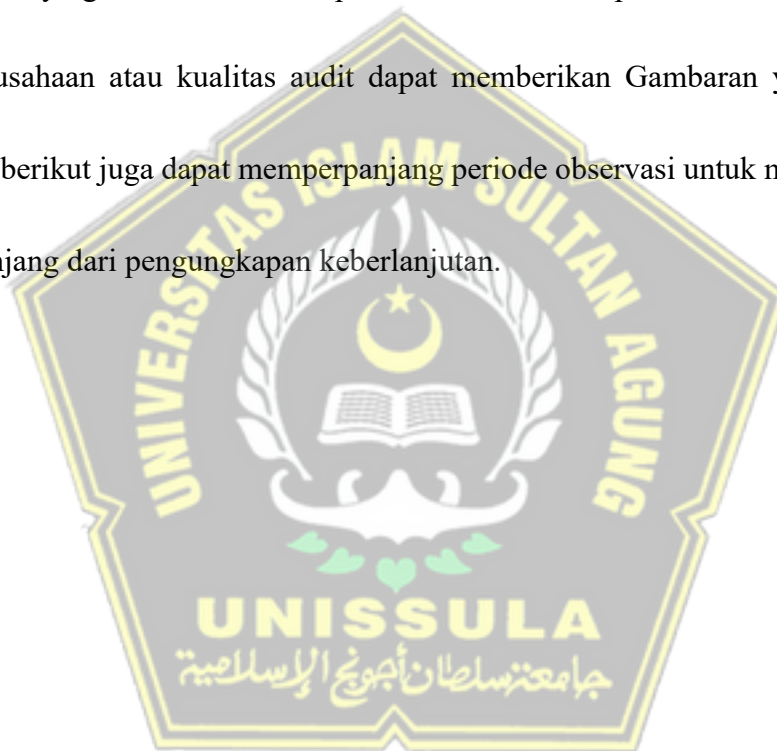 usahaan atau kualitas audit dapat memberikan Gambaran
berikut juga dapat memperpanjang periode observasi untuk
jang dari pengungkapan keberlanjutan.
UNIVERSITAS ISLAM SULTAN AGUNG
UNISSULA
جامعة سلطان أجونج الإسلامية